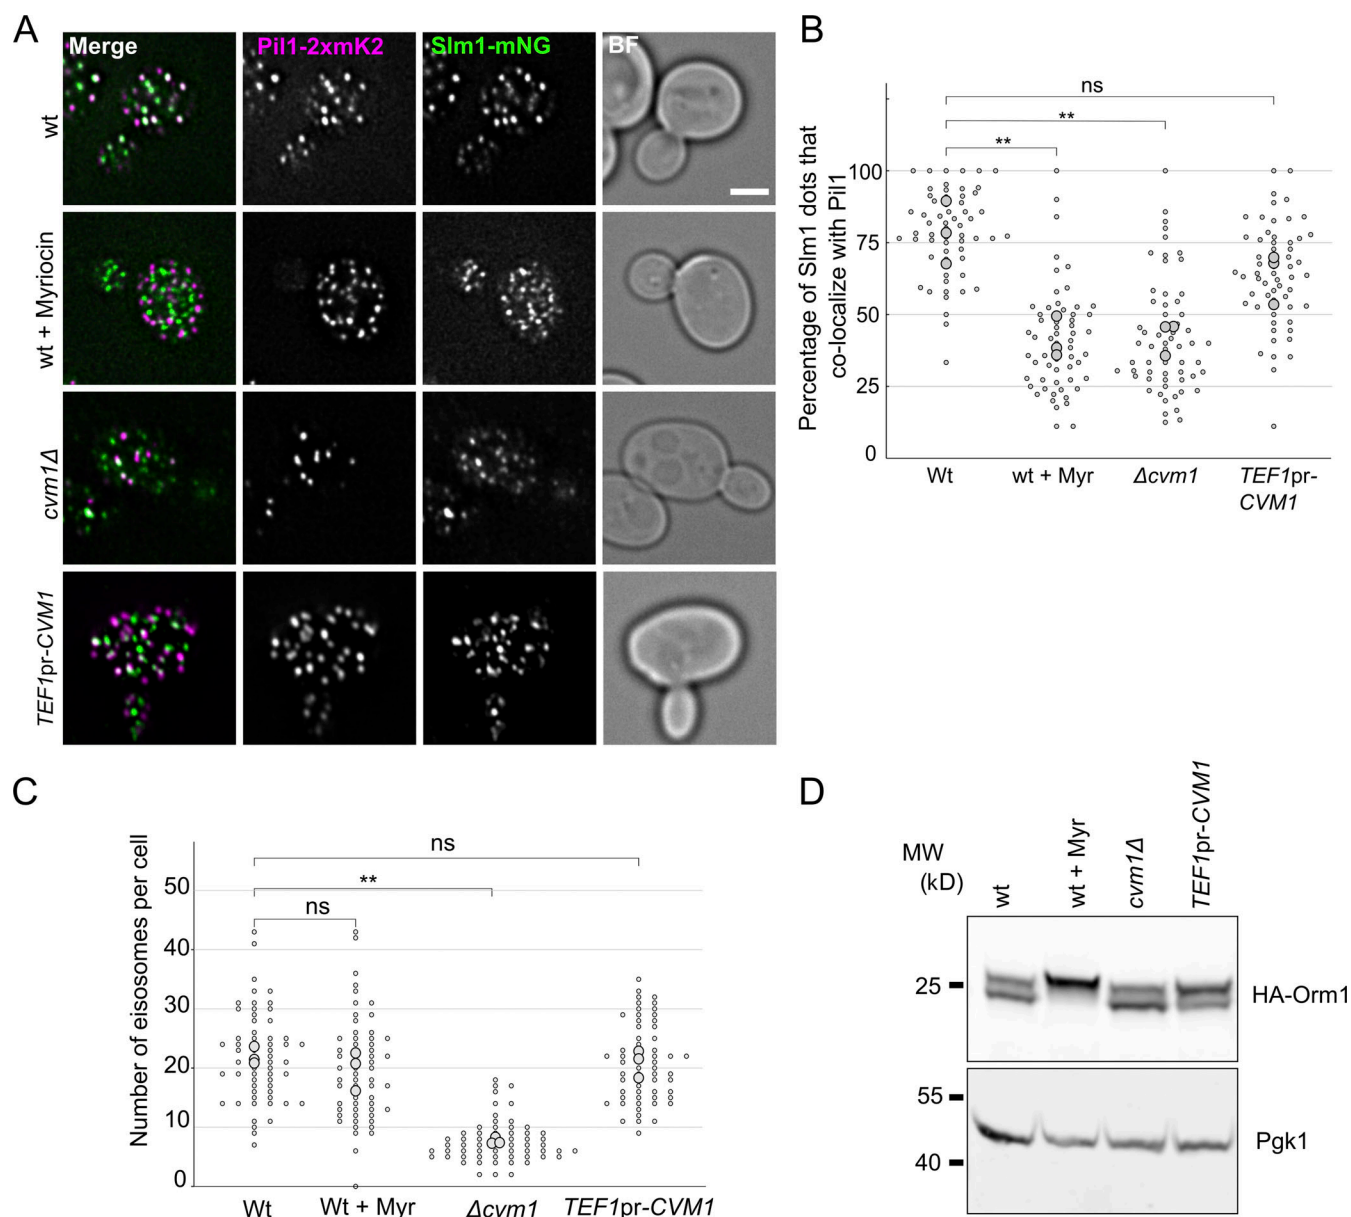 A
Merge
Pil1-2xmK2
Slm1-mNG
BF
wt
wt + Myriocin
cvm1Δ
TEF1pr-CVM1
B
Percentage of Slm1 dots that
co-localize with Pil1
ns
**
**
100
75
50
25
0
Wt
wt + Myr
Δcvm1
TEF1pr-
CVM1
C
Number of eisosomes per cell
ns
**
ns
50
40
30
20
10
0
Wt
Wt + Myr
Δcvm1
TEF1pr-CVM1
D
MW
(kD)
wt
wt + Myr
cvm1Δ
TEF1pr-CVM1
25
HA-Orm1
55
40
Pgk1